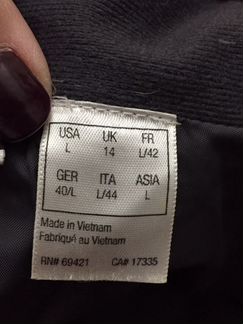 USA UK FR
L 14 L/42
GER ITA ASIA
40/L L/44 L
Made in Vietnam
Fabriqué au Vietnam
RN# 69421 CA# 17335